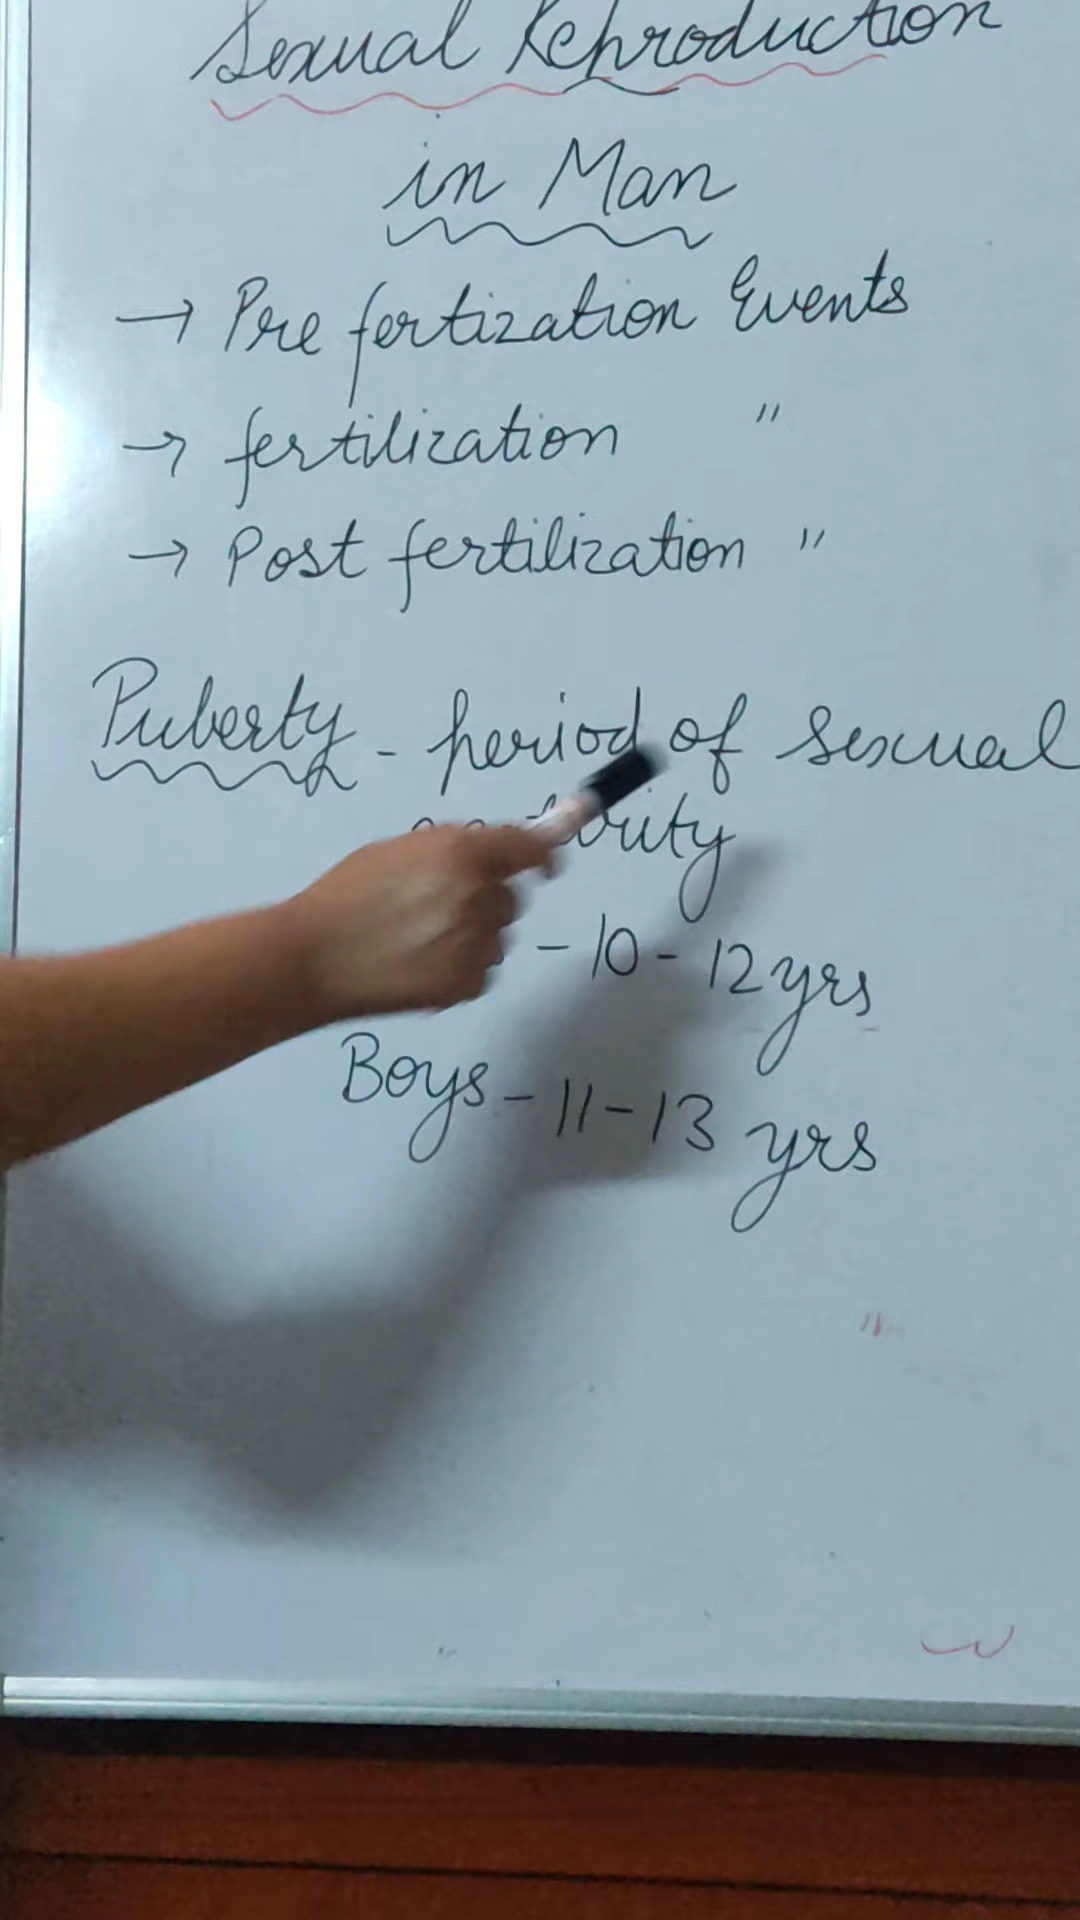 Sexual Reproduction
in Man
→ Pre fertization Events
→ fertilization "
→ Post fertilization "
Puberty - period of sexual
- 10 - 12 yrs
Boys - 11 - 13 yrs